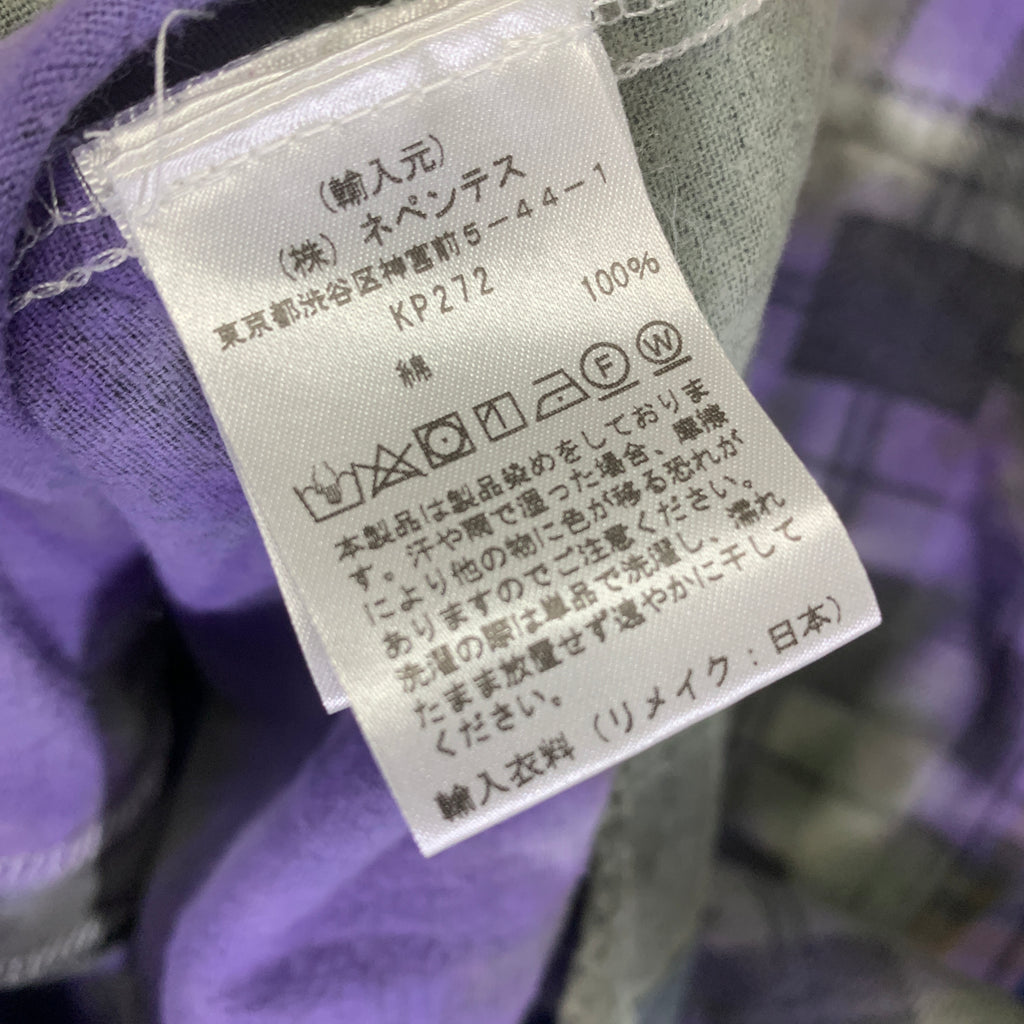 (輸入元)
(株) ネペンテス
東京都渋谷区神宮前5-44-1
KP272
綿 100%
F W
本製品は製品染めをしておりま
す。汗や雨で湿った場合、摩擦
により他の物に色が移る恐れが
ありますのでご注意ください。
洗濯の際は単品で洗濯し、濡れ
たまま放置せず速やかに干して
ください。
輸入衣料 (リメイク:日本)